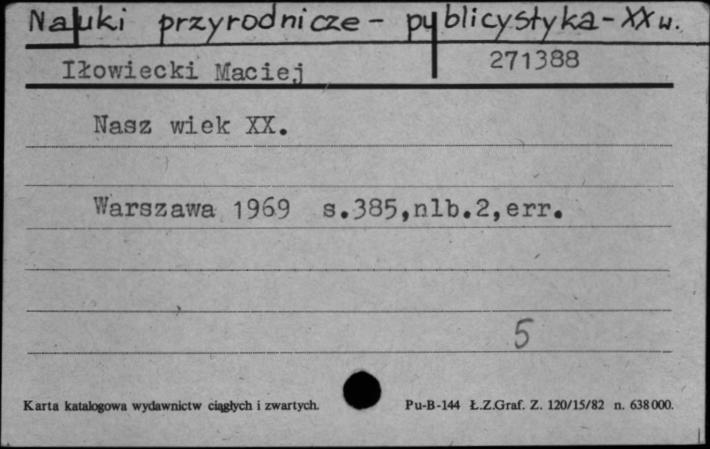 Nauki przyrodnicze - publicystyka - XX w.
Iłowiecki Maciej 271388
Nasz wiek XX.
Warszawa 1969 s.385,nlb.2,err.
5
Karta katalogowa wydawnictw ciągłych i zwartych. Pu-B-144 Ł.Z.Graf. Z. 120/15/82 n. 638000.